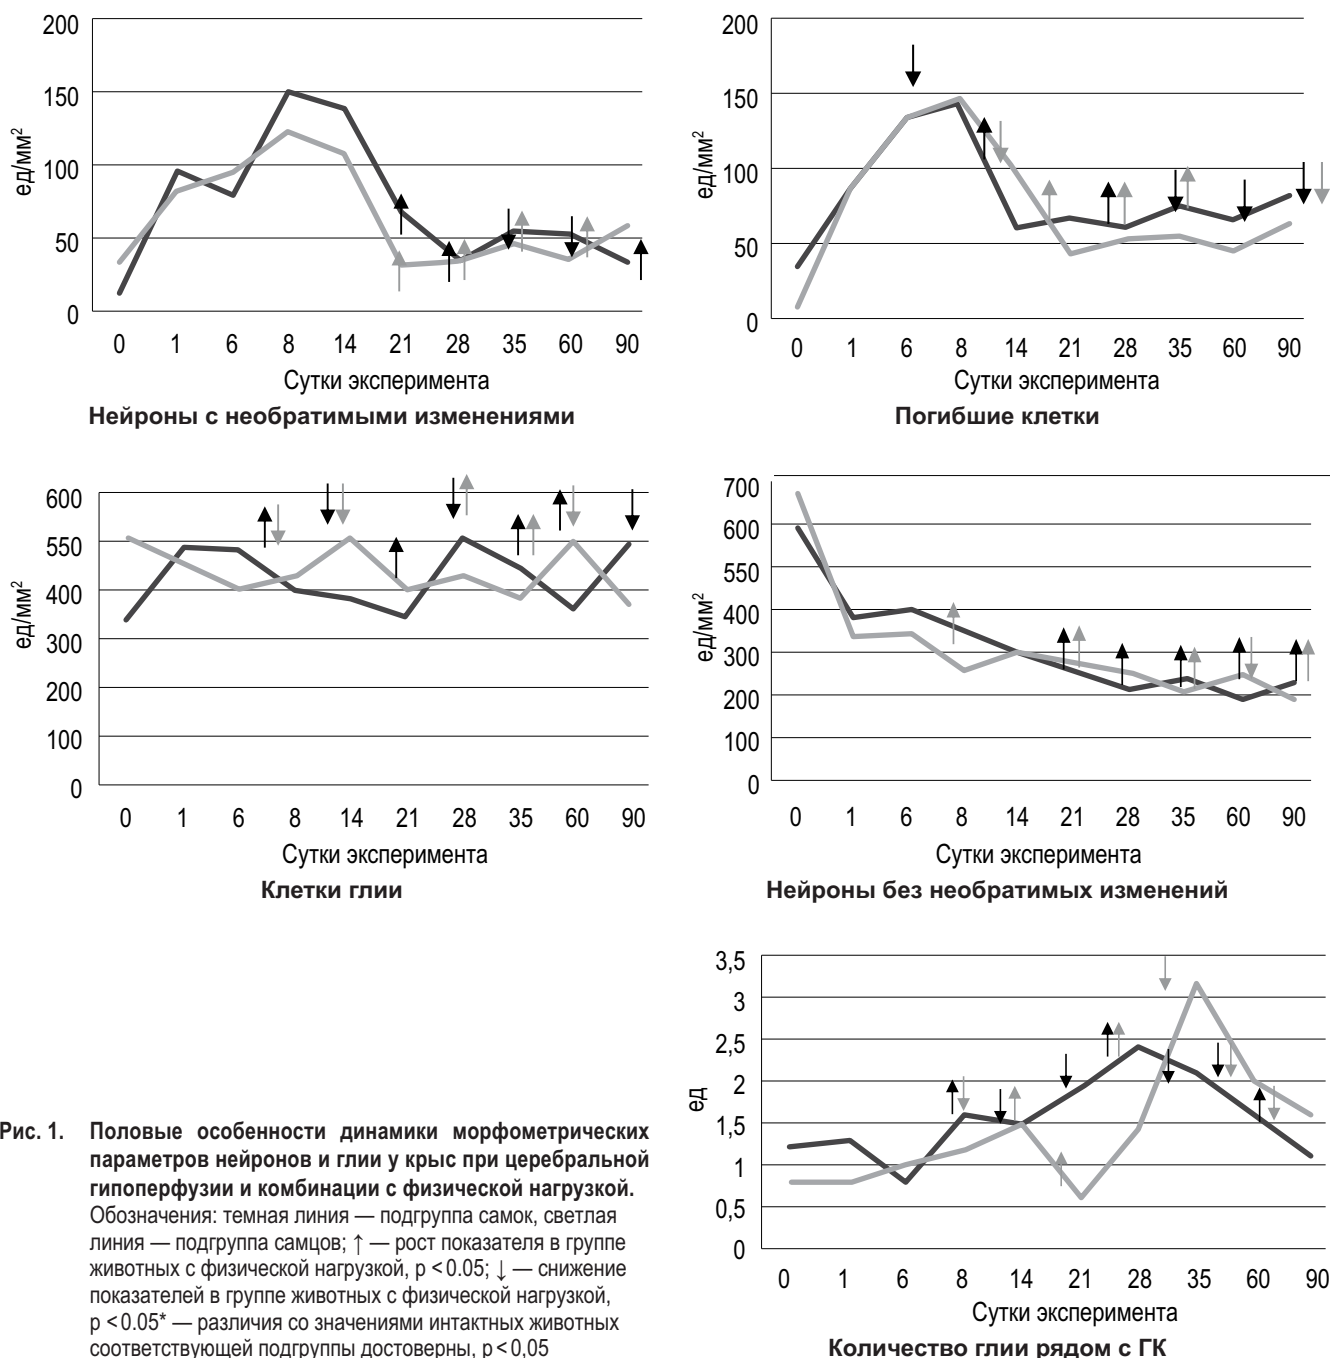 200
150
100
50
0
ед/мм²
0 1 6 8 14 21 28 35 60 90
Сутки эксперимента
Нейроны с необратимыми изменениями
200
150
100
50
0
ед/мм²
0 1 6 8 14 21 28 35 60 90
Сутки эксперимента
Погибшие клетки
600
550
400
300
200
100
0
ед/мм²
0 1 6 8 14 21 28 35 60 90
Сутки эксперимента
Клетки глии
700
600
550
400
300
200
100
0
ед/мм²
0 1 6 8 14 21 28 35 60 90
Сутки эксперимента
Нейроны без необратимых изменений
3,5
3
2,5
2
1,5
1
0,5
0
ед
0 1 6 8 14 21 28 35 60 90
Сутки эксперимента
Количество глии рядом с ГК
Рис. 1. Половые особенности динамики морфометрических
параметров нейронов и глии у крыс при церебральной
гипоперфузии и комбинации с физической нагрузкой.
Обозначения: темная линия — подгруппа самок, светлая
линия — подгруппа самцов; ↑ — рост показателя в группе
животных с физической нагрузкой, p < 0.05; ↓ — снижение
показателей в группе животных с физической нагрузкой,
p < 0.05* — различия со значениями интактных животных
соответствующей подгруппы достоверны, p < 0,05